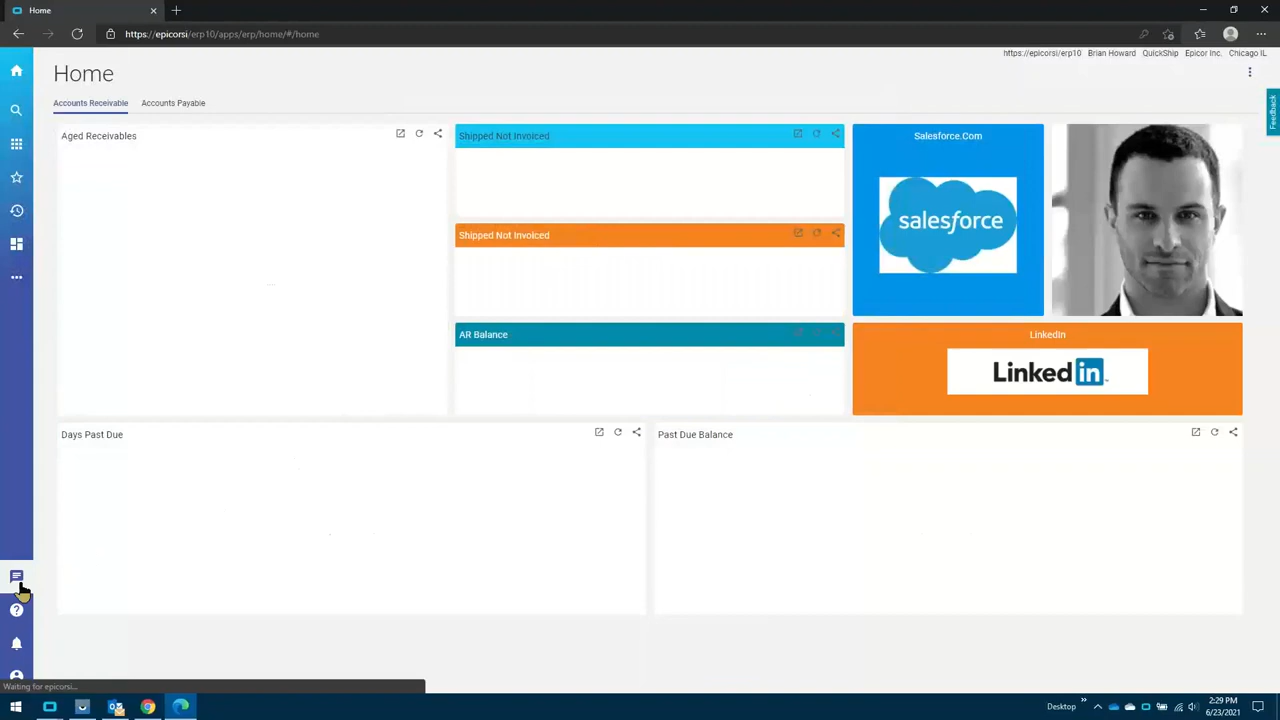 Home
https://epicorsi/erp10/apps/erp/home/#/home
https://epicorsi/erp10 Brian Howard QuickShip Epicor Inc. Chicago IL
Home
Feedback
Accounts Receivable Accounts Payable
Aged Receivables
Shipped Not Invoiced
Salesforce.Com
salesforce
Shipped Not Invoiced
AR Balance
LinkedIn
Linked in
Days Past Due
Past Due Balance
Waiting for epicorsi...
Desktop
2:29 PM
6/23/2021